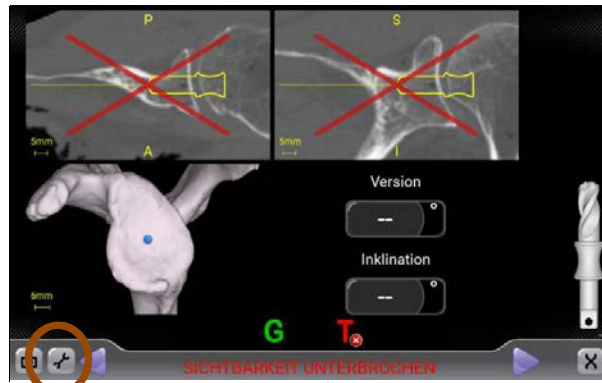 P
S
5mm
A
5mm
I
Version
--
°
Inklination
--
°
5mm
G
T
SICHTBARKEIT UNTERBROCHEN
X